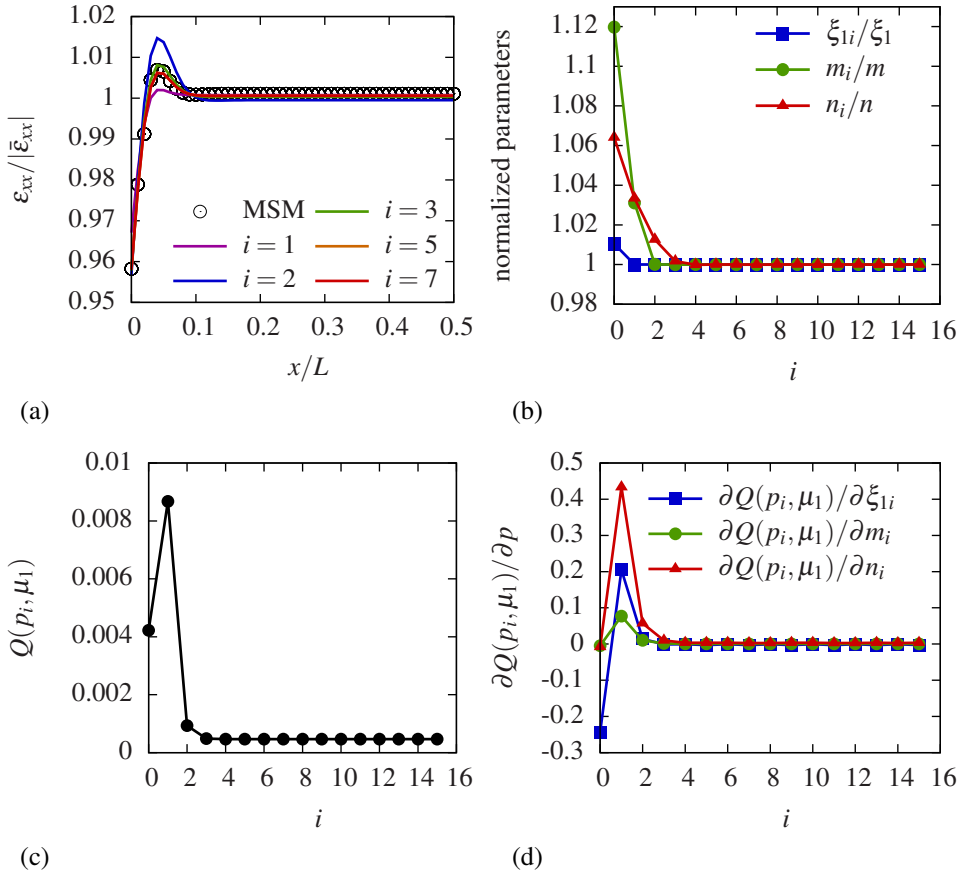 1.02
1.01
1
0.99
0.98
0.97
0.96
0.95
ε_xx/|ε̄_xx|
MSM
i = 1
i = 2
i = 3
i = 5
i = 7
0 0.1 0.2 0.3 0.4 0.5
x/L
(a)
1.12
1.1
1.08
1.06
1.04
1.02
1
0.98
normalized parameters
ξ_1i/ξ_1
m_i/m
n_i/n
0 2 4 6 8 10 12 14 16
i
(b)
0.01
0.008
0.006
0.004
0.002
0
Q(p_i, μ_1)
0 2 4 6 8 10 12 14 16
i
(c)
0.5
0.4
0.3
0.2
0.1
0
-0.1
-0.2
-0.3
∂Q(p_i, μ_1)/∂p
∂Q(p_i, μ_1)/∂ξ_1i
∂Q(p_i, μ_1)/∂m_i
∂Q(p_i, μ_1)/∂n_i
0 2 4 6 8 10 12 14 16
i
(d)